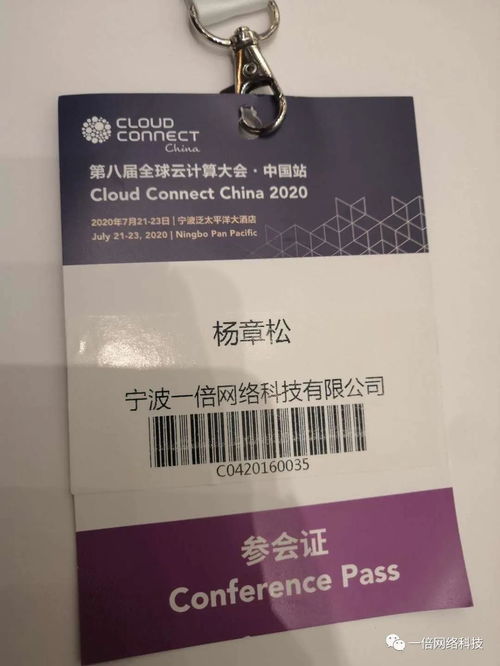 CLOUD
CONNECT
China
第八届全球云计算大会·中国站
Cloud Connect China 2020
2020年7月21-23日 | 宁波泛太平洋大酒店
July 21-23, 2020 | Ningbo Pan Pacific
杨章松
宁波一倍网络科技有限公司
C0420160035
参会证
Conference Pass
一倍网络科技